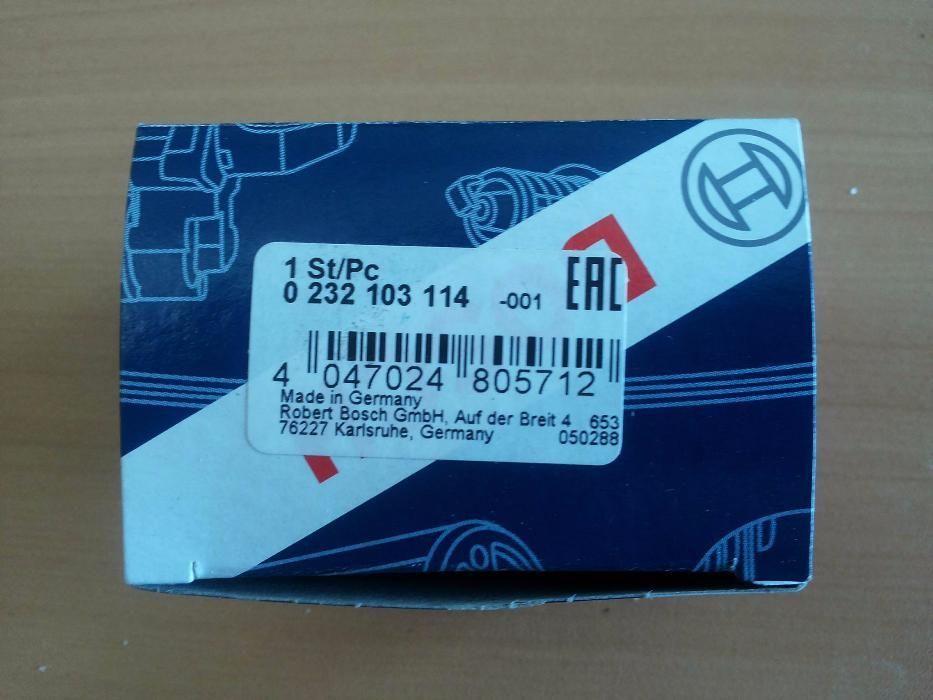 1 St/Pc
0 232 103 114 -001 EAC
4 047024 805712
Made in Germany
Robert Bosch GmbH, Auf der Breit 4 653
76227 Karlsruhe, Germany 050288